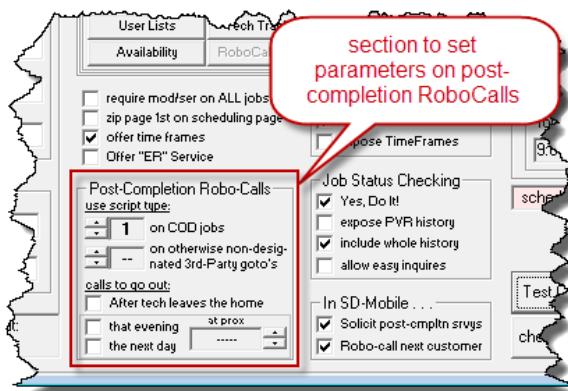 User Lists
Availability
section to set
parameters on post-
completion RoboCalls
require mod/ser on ALL jobs
zip page 1st on scheduling page
offer time frames
Offer "ER" Service
TimeFrames
Post-Completion Robo-Calls
use script type:
1 on COD jobs
-- on otherwise non-desig-
nated 3rd-Party goto's
calls to go out:
After tech leaves the home
that evening
at prox
-----
the next day
Job Status Checking
Yes, Do It!
expose PVR history
include whole history
allow easy inquires
In SD-Mobile . . .
Solicit post-cmpltn srvys
Robo-call next customer
Test